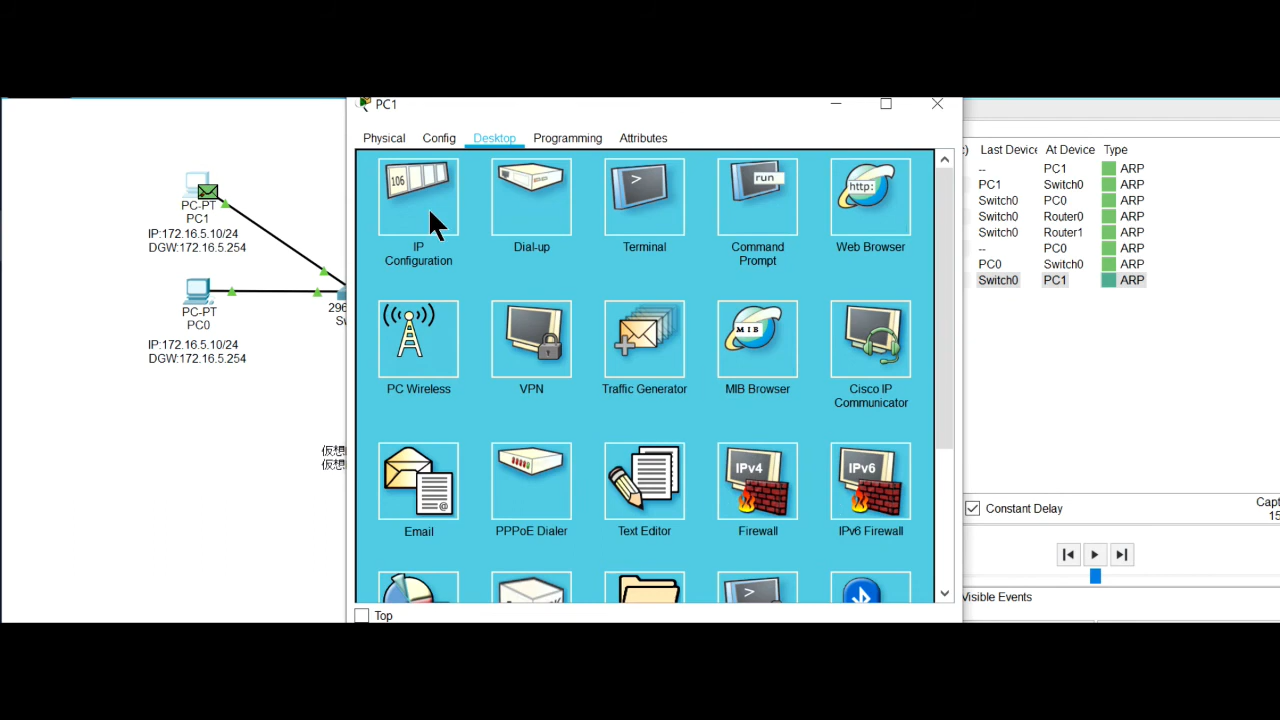 PC1
Physical Config Desktop Programming Attributes
106
IP
Configuration
Dial-up
>
Terminal
run
Command
Prompt
http:
Web Browser
PC Wireless
VPN
Traffic Generator
MIB
MIB Browser
Cisco IP
Communicator
@
Email
PPPoE Dialer
Text Editor
IPv4
Firewall
IPv6
IPv6 Firewall
>
Top
PC-PT
PC1
IP:172.16.5.10/24
DGW:172.16.5.254
PC-PT
PC0
IP:172.16.5.10/24
DGW:172.16.5.254
296
仮想
仮想
Last Device At Device Type
-- PC1 ARP
PC1 Switch0 ARP
Switch0 PC0 ARP
Switch0 Router0 ARP
Switch0 Router1 ARP
-- PC0 ARP
PC0 Switch0 ARP
Switch0 PC1 ARP
Constant Delay
Capt
15
Visible Events